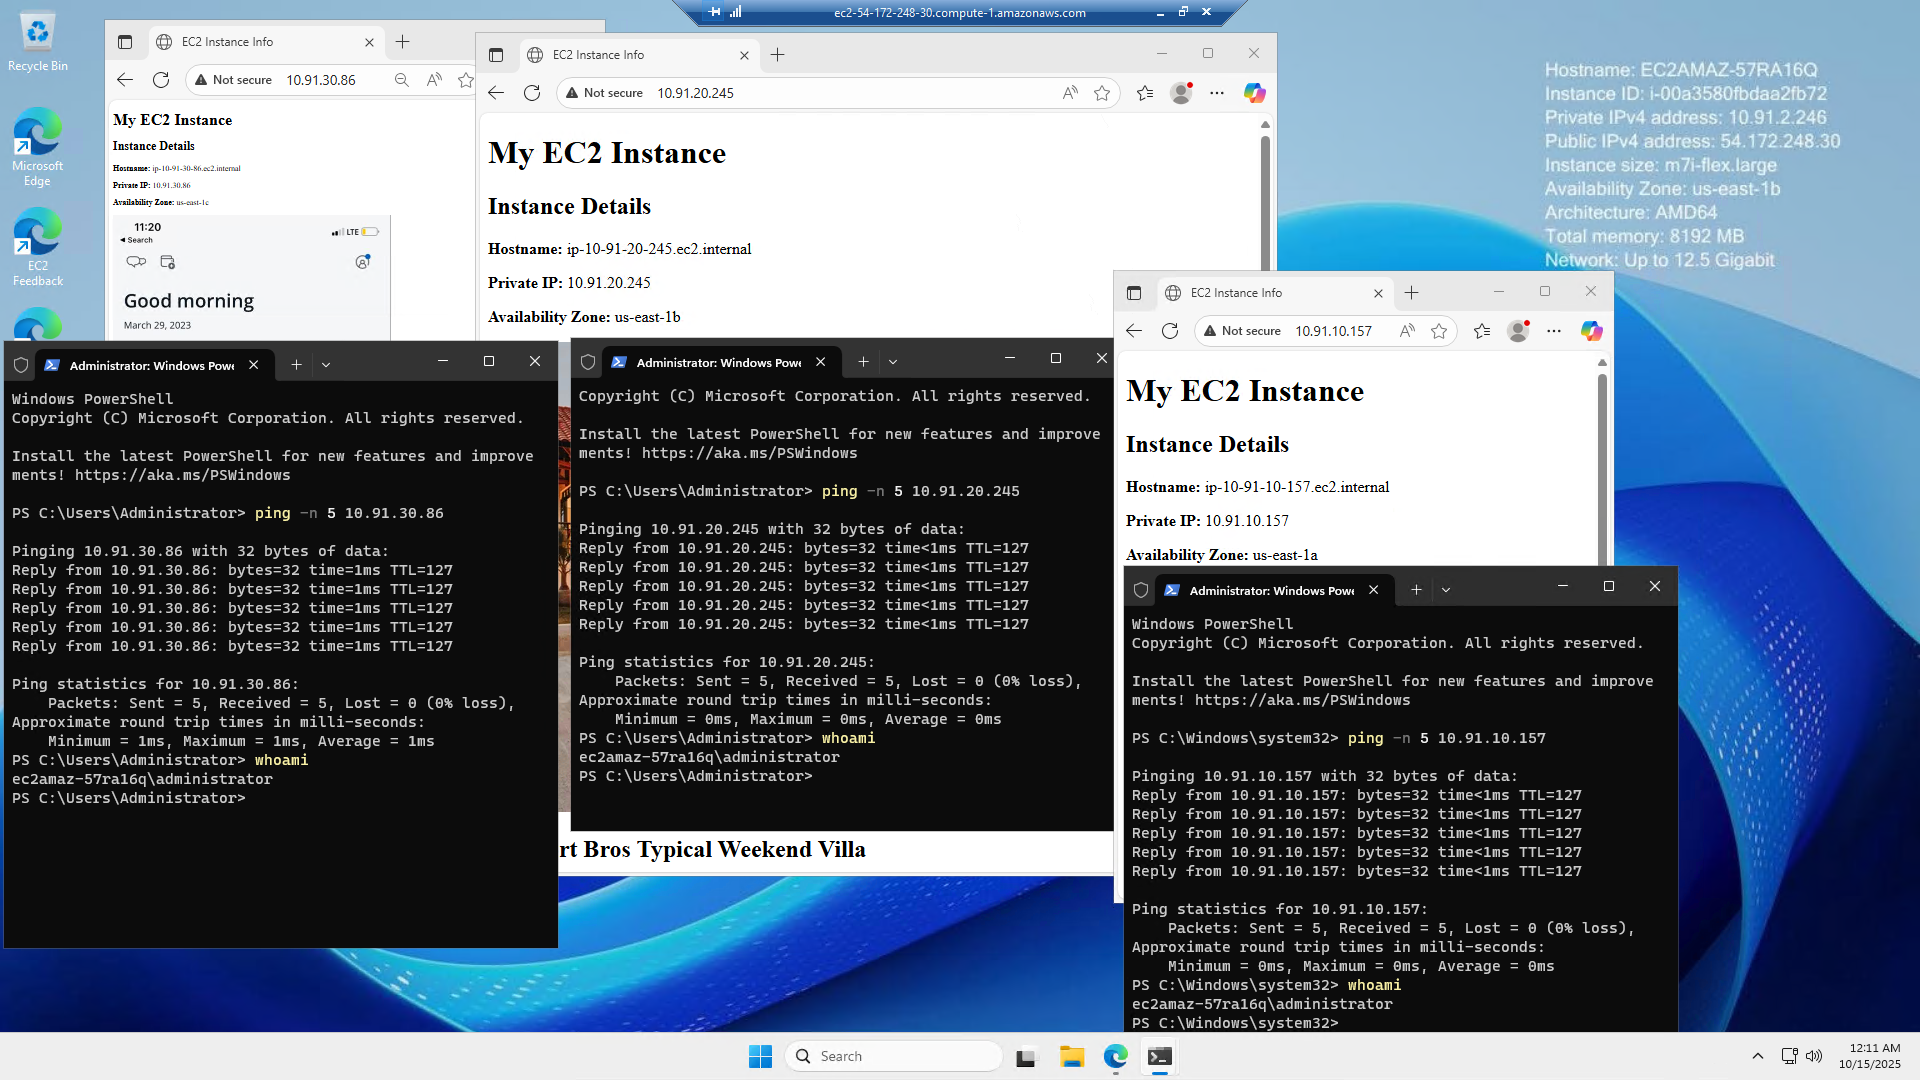 ec2-54-172-248-30.compute-1.amazonaws.com
Recycle Bin
Microsoft
Edge
EC2
Feedback
Hostname: EC2AMAZ-57RA16Q
Instance ID: i-00a3580fbdaa2fb72
Private IPv4 address: 10.91.2.246
Public IPv4 address: 54.172.248.30
Instance size: m7i-flex.large
Availability Zone: us-east-1b
Architecture: AMD64
Total memory: 8192 MB
Network: Up to 12.5 Gigabit
EC2 Instance Info
Not secure 10.91.30.86
My EC2 Instance
Instance Details
Hostname: ip-10-91-30-86.ec2.internal
Private IP: 10.91.30.86
Availability Zone: us-east-1c
11:20
LTE
Search
Good morning
March 29, 2023
EC2 Instance Info
Not secure 10.91.20.245
My EC2 Instance
Instance Details
Hostname: ip-10-91-20-245.ec2.internal
Private IP: 10.91.20.245
Availability Zone: us-east-1b
rt Bros Typical Weekend Villa
EC2 Instance Info
Not secure 10.91.10.157
My EC2 Instance
Instance Details
Hostname: ip-10-91-10-157.ec2.internal
Private IP: 10.91.10.157
Availability Zone: us-east-1a
Administrator: Windows Powe
Windows PowerShell
Copyright (C) Microsoft Corporation. All rights reserved.
Install the latest PowerShell for new features and improve
ments! https://aka.ms/PSWindows
PS C:\Users\Administrator> ping -n 5 10.91.30.86
Pinging 10.91.30.86 with 32 bytes of data:
Reply from 10.91.30.86: bytes=32 time=1ms TTL=127
Reply from 10.91.30.86: bytes=32 time=1ms TTL=127
Reply from 10.91.30.86: bytes=32 time=1ms TTL=127
Reply from 10.91.30.86: bytes=32 time=1ms TTL=127
Reply from 10.91.30.86: bytes=32 time=1ms TTL=127
Ping statistics for 10.91.30.86:
Packets: Sent = 5, Received = 5, Lost = 0 (0% loss),
Approximate round trip times in milli-seconds:
Minimum = 1ms, Maximum = 1ms, Average = 1ms
PS C:\Users\Administrator> whoami
ec2amaz-57ra16q\administrator
PS C:\Users\Administrator>
Administrator: Windows Powe
Copyright (C) Microsoft Corporation. All rights reserved.
Install the latest PowerShell for new features and improve
ments! https://aka.ms/PSWindows
PS C:\Users\Administrator> ping -n 5 10.91.20.245
Pinging 10.91.20.245 with 32 bytes of data:
Reply from 10.91.20.245: bytes=32 time<1ms TTL=127
Reply from 10.91.20.245: bytes=32 time<1ms TTL=127
Reply from 10.91.20.245: bytes=32 time<1ms TTL=127
Reply from 10.91.20.245: bytes=32 time<1ms TTL=127
Reply from 10.91.20.245: bytes=32 time<1ms TTL=127
Ping statistics for 10.91.20.245:
Packets: Sent = 5, Received = 5, Lost = 0 (0% loss),
Approximate round trip times in milli-seconds:
Minimum = 0ms, Maximum = 0ms, Average = 0ms
PS C:\Users\Administrator> whoami
ec2amaz-57ra16q\administrator
PS C:\Users\Administrator>
Administrator: Windows Powe
Windows PowerShell
Copyright (C) Microsoft Corporation. All rights reserved.
Install the latest PowerShell for new features and improve
ments! https://aka.ms/PSWindows
PS C:\Windows\system32> ping -n 5 10.91.10.157
Pinging 10.91.10.157 with 32 bytes of data:
Reply from 10.91.10.157: bytes=32 time<1ms TTL=127
Reply from 10.91.10.157: bytes=32 time<1ms TTL=127
Reply from 10.91.10.157: bytes=32 time<1ms TTL=127
Reply from 10.91.10.157: bytes=32 time<1ms TTL=127
Reply from 10.91.10.157: bytes=32 time<1ms TTL=127
Ping statistics for 10.91.10.157:
Packets: Sent = 5, Received = 5, Lost = 0 (0% loss),
Approximate round trip times in milli-seconds:
Minimum = 0ms, Maximum = 0ms, Average = 0ms
PS C:\Windows\system32> whoami
ec2amaz-57ra16q\administrator
PS C:\Windows\system32>
Search
12:11 AM
10/15/2025